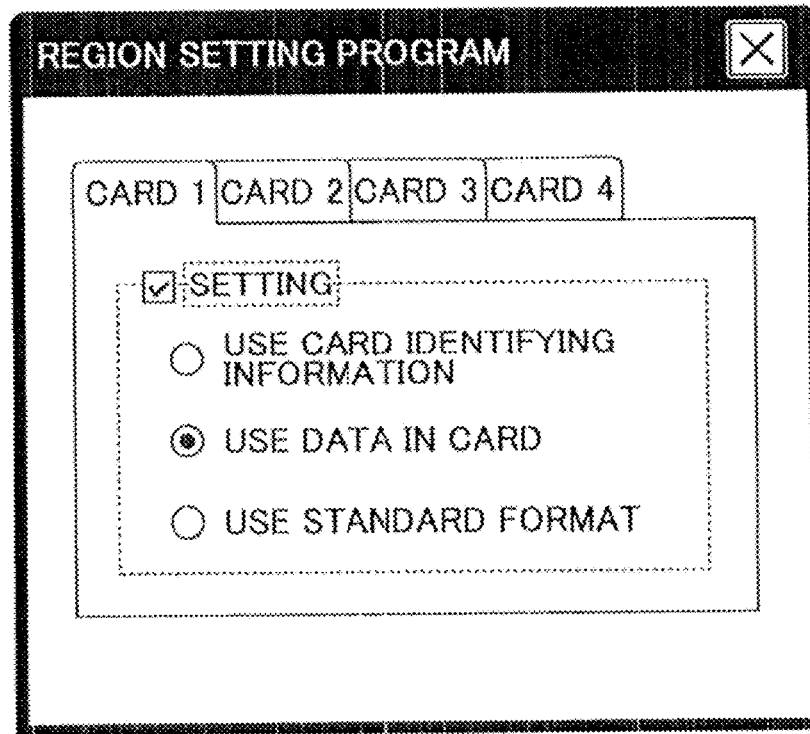 REGION SETTING PROGRAM
CARD 1 CARD 2 CARD 3 CARD 4
SETTING
USE CARD IDENTIFYING
INFORMATION
USE DATA IN CARD
USE STANDARD FORMAT